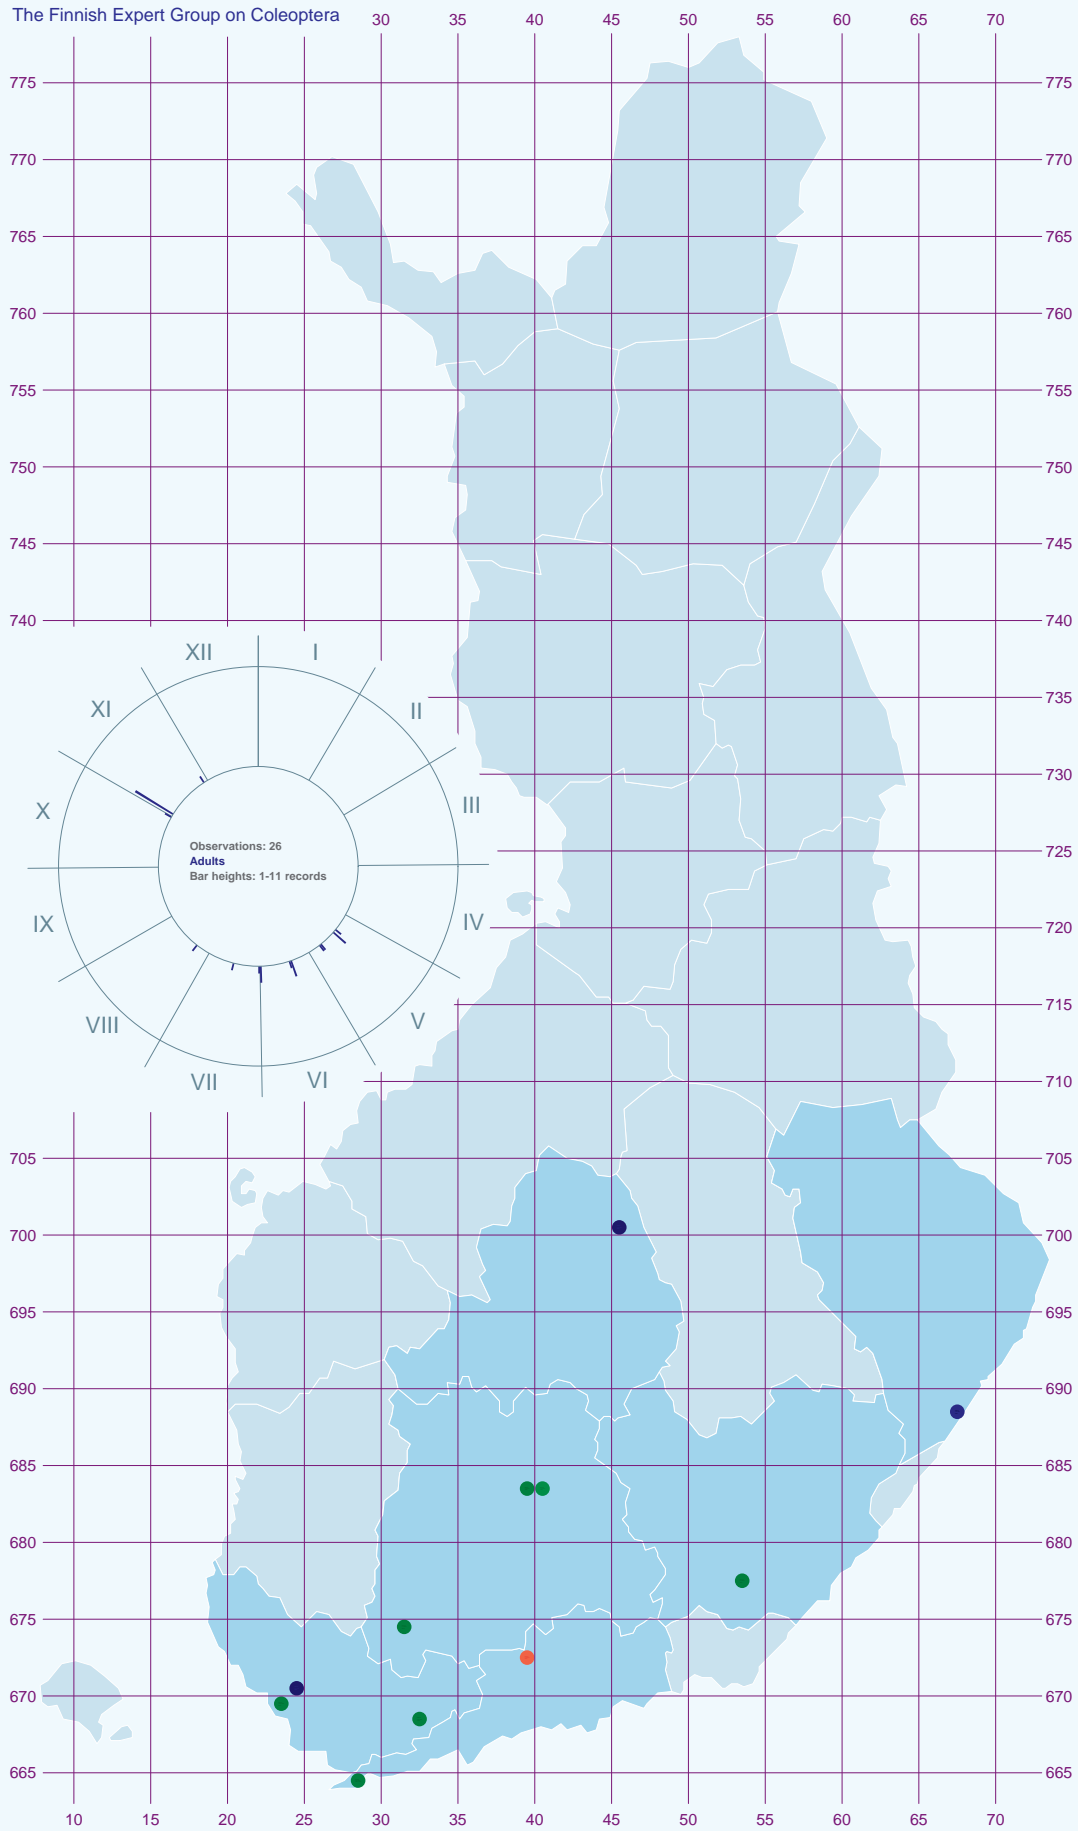 The Finnish Expert Group on Coleoptera
30 40 50 60 70
775 775
770 770
765 765
760 760
755 755
750 750
745 745
740 740
735
730
725
720
715
710
705 705
700 700
695 695
690 690
685 685
680 680
675 675
670 670
665 665
XII I
XI II
X III
IX IV
VIII V
VII VI
Observations: 26
Adults
Bar heights: 1-11 records
10 15 20 25 30 35 40 45 50 55 60 65 70